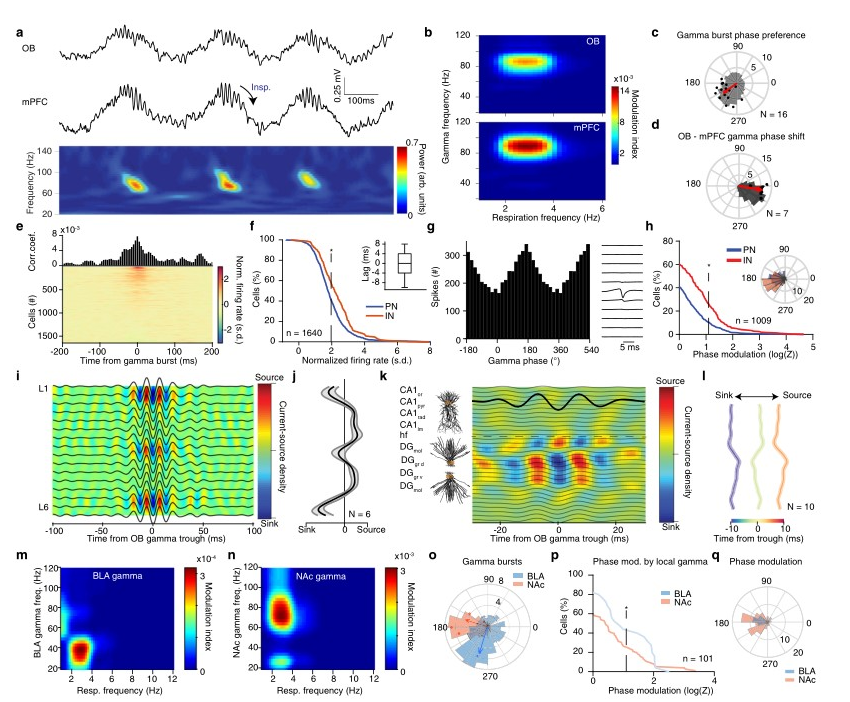 a
OB
mPFC
Insp.
0.25 mV
100ms
Frequency (Hz)
140
100
60
20
0.7
0
Power (arb. units)
b
OB
mPFC
Gamma frequency (Hz)
120
80
40
120
80
40
2 4 6
Respiration frequency (Hz)
x10-3
14
10
6
2
Modulation index
c
Gamma burst phase preference
90
180
0
270
5
10
N = 16
d
OB - mPFC gamma phase shift
90
180
0
270
5
15
N = 7
e
x10-3
Corr.coef.
8
4
0
Cells (#)
500
1000
1500
-200 -100 0 100 200
Time from gamma burst (ms)
2
0
-2
Norm. firing rate (s.d.)
f
Cells (%)
100
80
60
40
20
0
*
Lag (ms)
8
4
0
-4
-8
PN
IN
n = 1640
0 2 4 6 8
Normalized firing rate (s.d.)
g
Spikes (#)
300
200
100
0
-180 0 180 360 540
Gamma phase (°)
5 ms
h
Cells (%)
80
60
40
20
0
PN
IN
*
90
180
0
270
10
20
n = 1009
0 1 2 3 4 5
Phase modulation (log(Z))
i
L1
L6
-100 -50 0 50 100
Time from OB gamma trough (ms)
Source
Current-source density
Sink
j
N = 6
Sink 0 Source
k
CA1or
CA1pyr
CA1rad
CA1lm
hf
DGmol
DGgr d
DGgr v
DGmol
-20 0 20
Time from OB gamma trough (ms)
Source
Current-source density
Sink
l
Sink Source
N = 10
-10 0 10
Time from trough (ms)
m
BLA gamma
BLA gamma freq. (Hz)
120
100
80
60
40
20
2 4 6 8 10 12
Resp. frequency (Hz)
x10-4
3
0
Modulation index
n
NAc gamma
NAc gamma freq. (Hz)
120
100
80
60
40
20
2 4 6 8 10 12
Resp. frequency (Hz)
x10-3
3
0
Modulation index
o
Gamma bursts
BLA
NAc
90
180
0
270
4
8
p
Phase mod. by local gamma
Cells (%)
100
80
60
40
20
0
BLA
NAc
*
n = 101
0 2 4
Phase modulation (log(Z))
q
Phase modulation
90
180
0
270
10
20
BLA
NAc